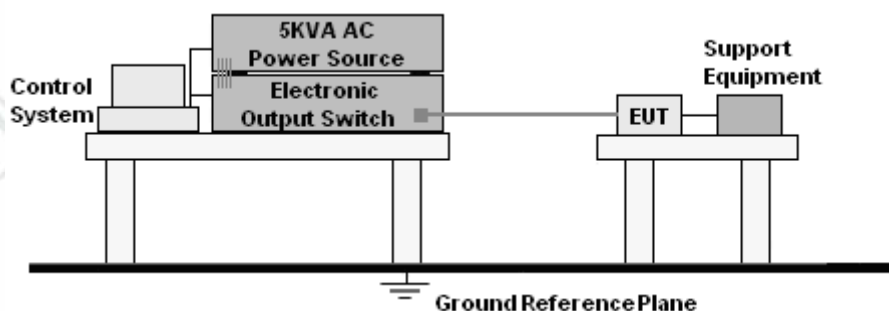 5KVA AC
Power Source
Control
System
Electronic
Output Switch
EUT
Support
Equipment
Ground Reference Plane